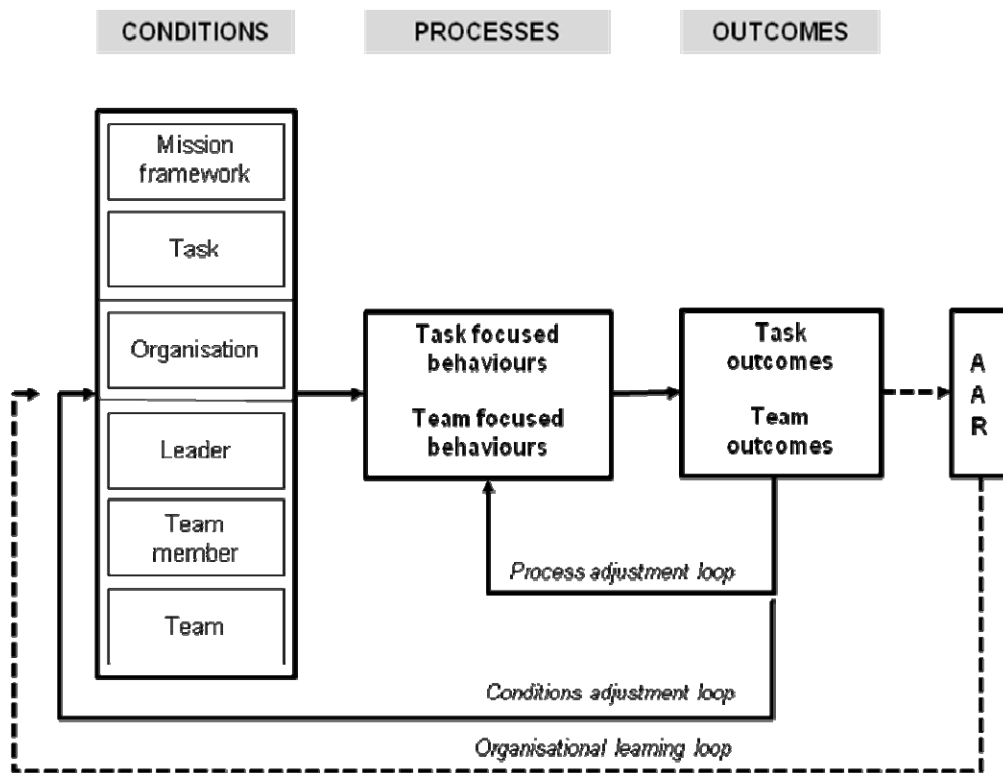 CONDITIONS
PROCESSES
OUTCOMES
Mission
framework
Task
Organisation
Leader
Team
member
Team
Task focused
behaviours
Team focused
behaviours
Task
outcomes
Team
outcomes
A
A
R
Process adjustment loop
Conditions adjustment loop
Organisational learning loop